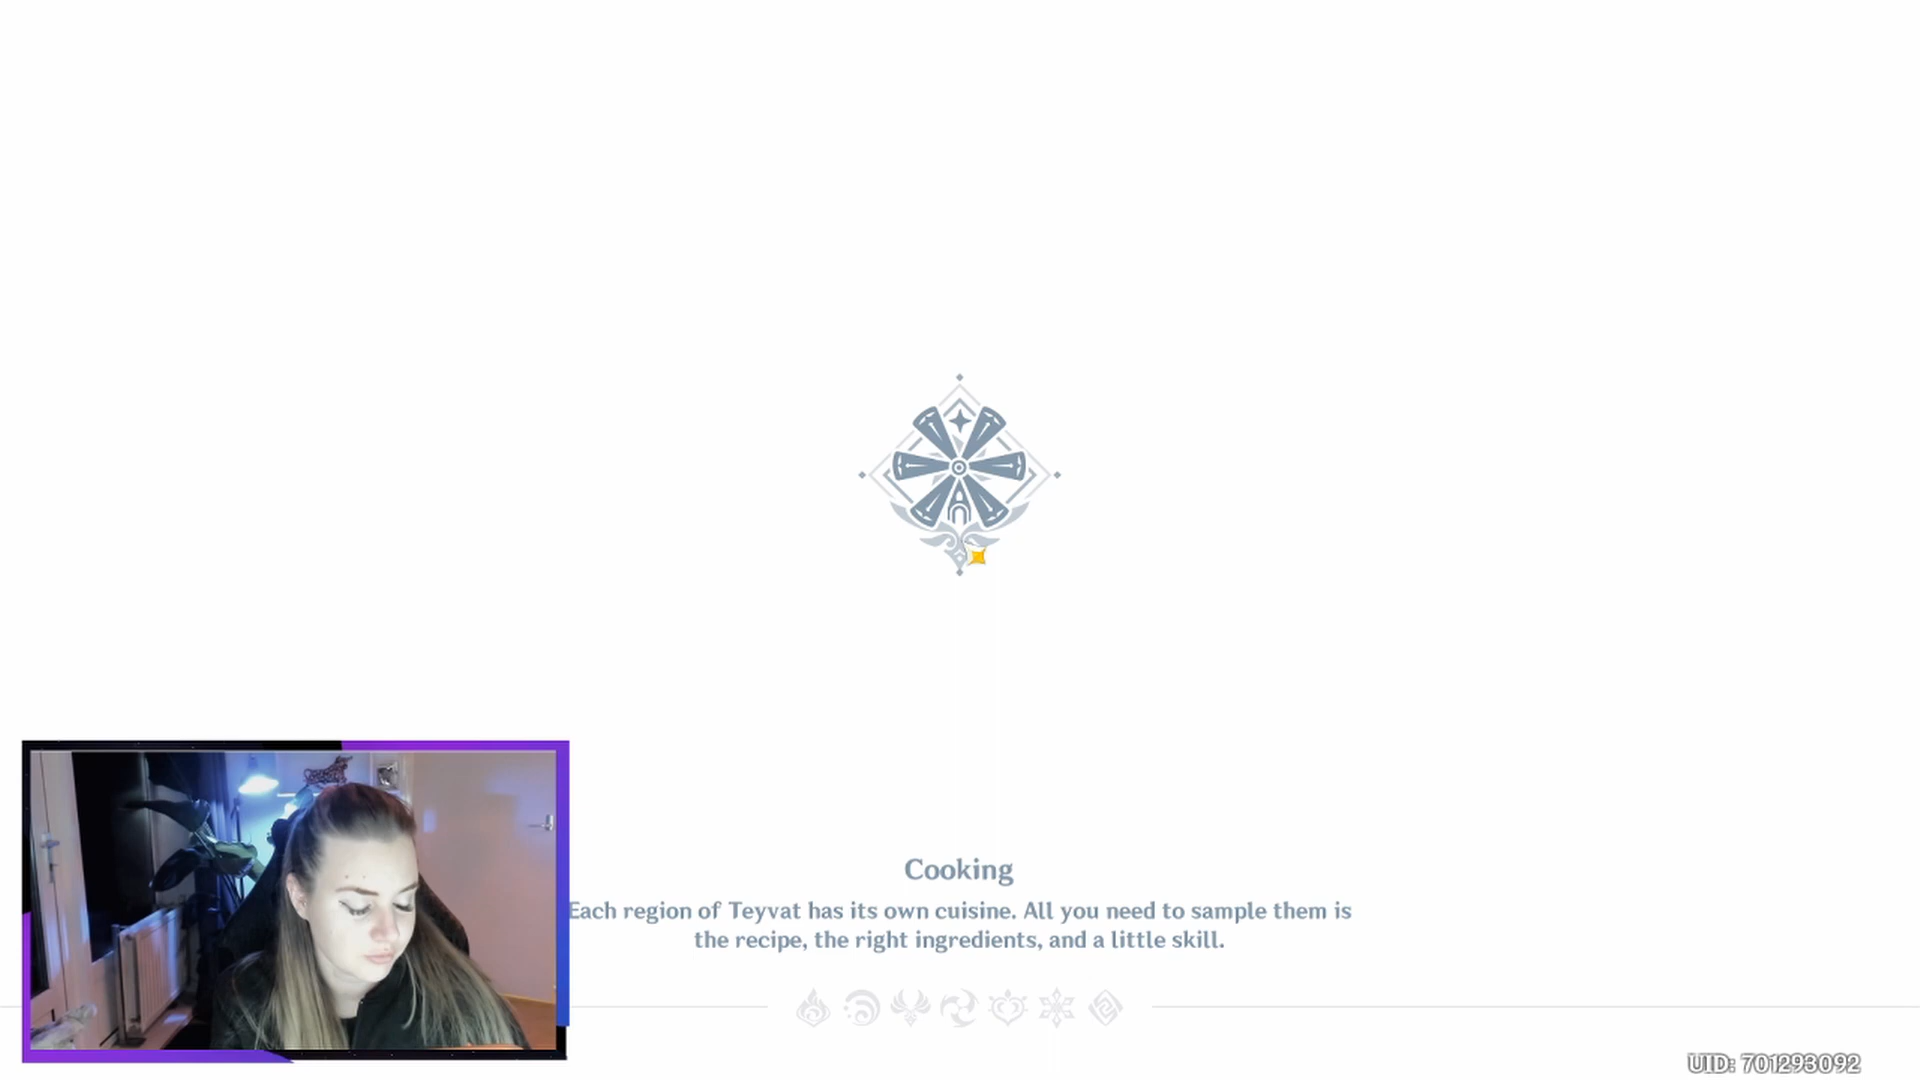 Cooking
Each region of Teyvat has its own cuisine. All you need to sample them is
the recipe, the right ingredients, and a little skill.
UID: 701293092